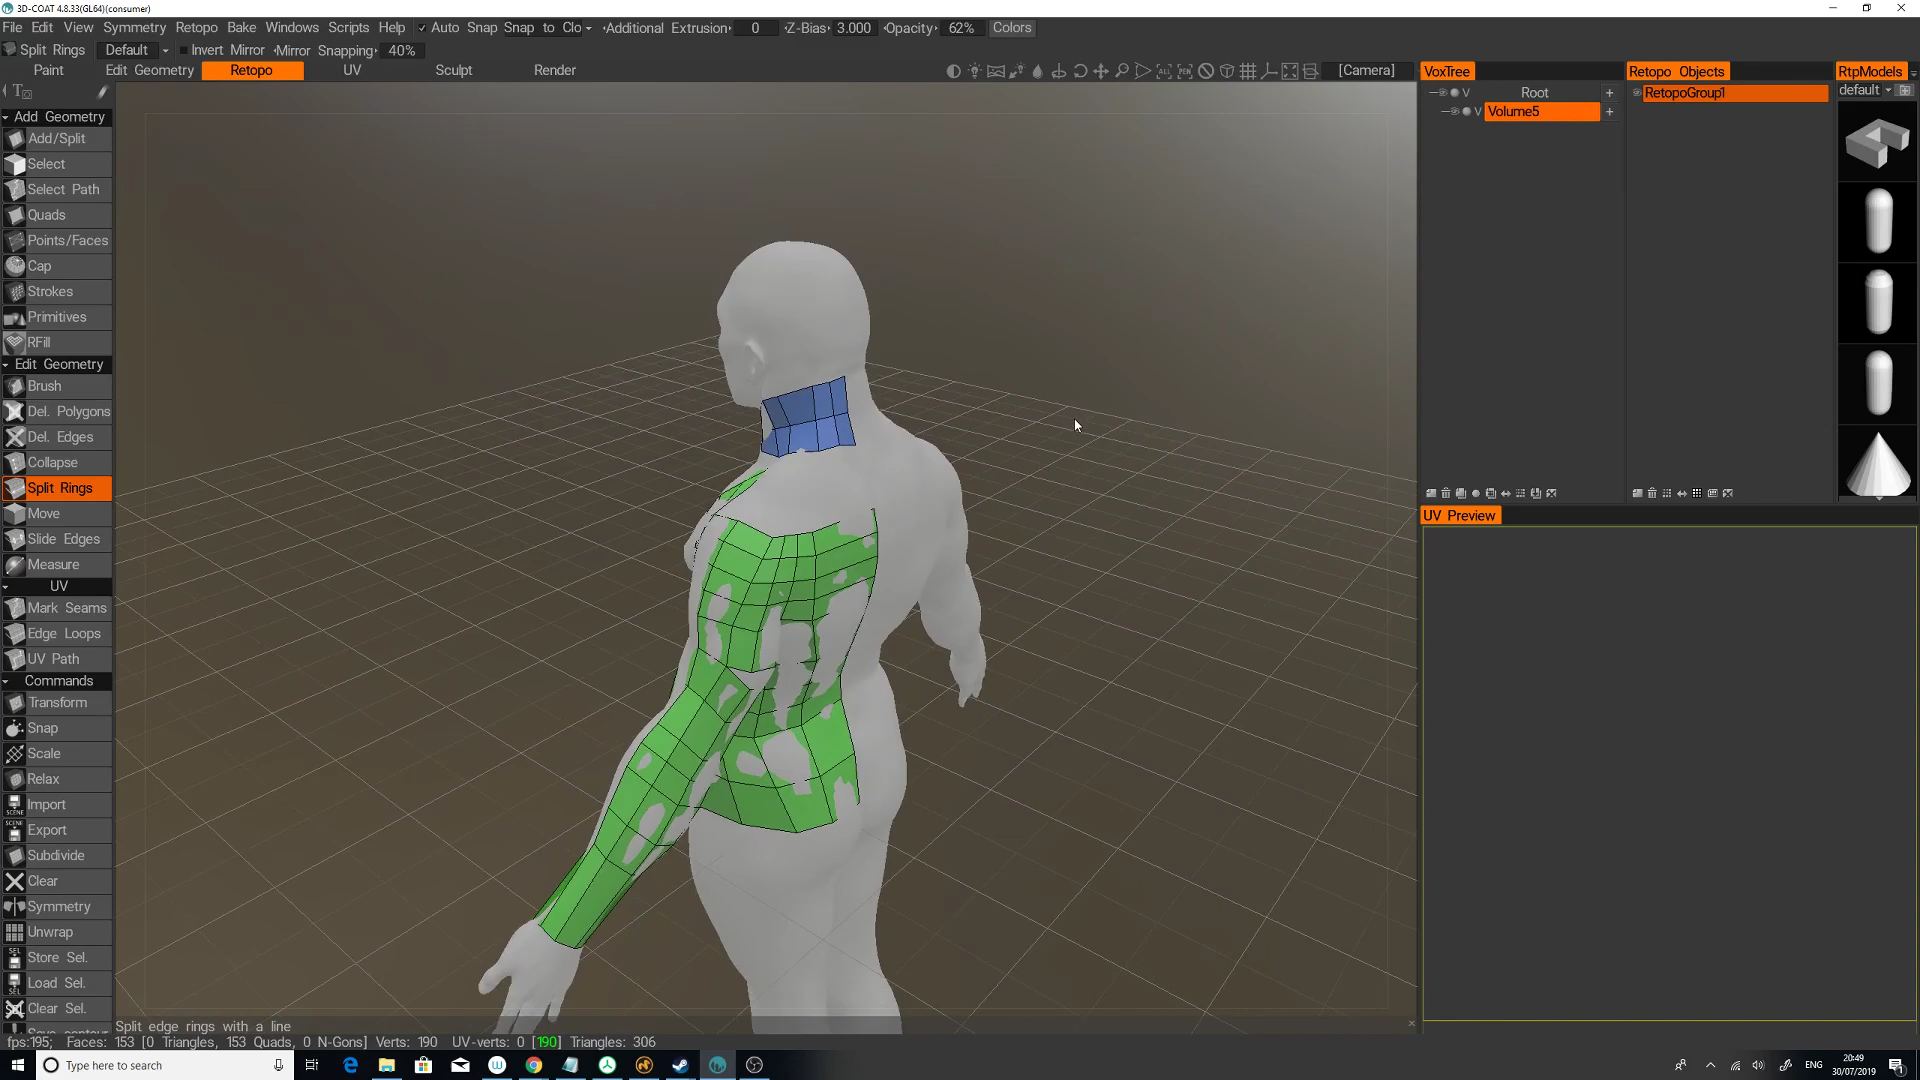 3D-COAT 4.8.33(GL64)(consumer)
File Edit View Symmetry Retopo Bake Windows Scripts Help Auto Snap Snap to Clo Additional Extrusion 0 Z-Bias 3.000 Opacity 62% Colors
Split Rings Default Invert Mirror Mirror Snapping 40%
Paint Edit Geometry Retopo UV Sculpt Render [Camera] VoxTree Retopo Objects RtpModels
Root RetopoGroup1 default
Volume5
Add Geometry
Add/Split
Select
Select Path
Quads
Points/Faces
Cap
Strokes
Primitives
RFill
Edit Geometry
Brush
Del. Polygons
Del. Edges
Collapse
Split Rings
Move
Slide Edges
Measure
UV
Mark Seams
Edge Loops
UV Path
Commands
Transform
Snap
Scale
Relax
Import
Export
Subdivide
Clear
Symmetry
Unwrap
Store Sel.
Load Sel.
Clear Sel.
UV Preview
Split edge rings with a line
fps:195; Faces: 153 [0 Triangles, 153 Quads, 0 N-Gons] Verts: 190 UV-verts: 0 [190] Triangles: 306
Type here to search
ENG
20:49
30/07/2019